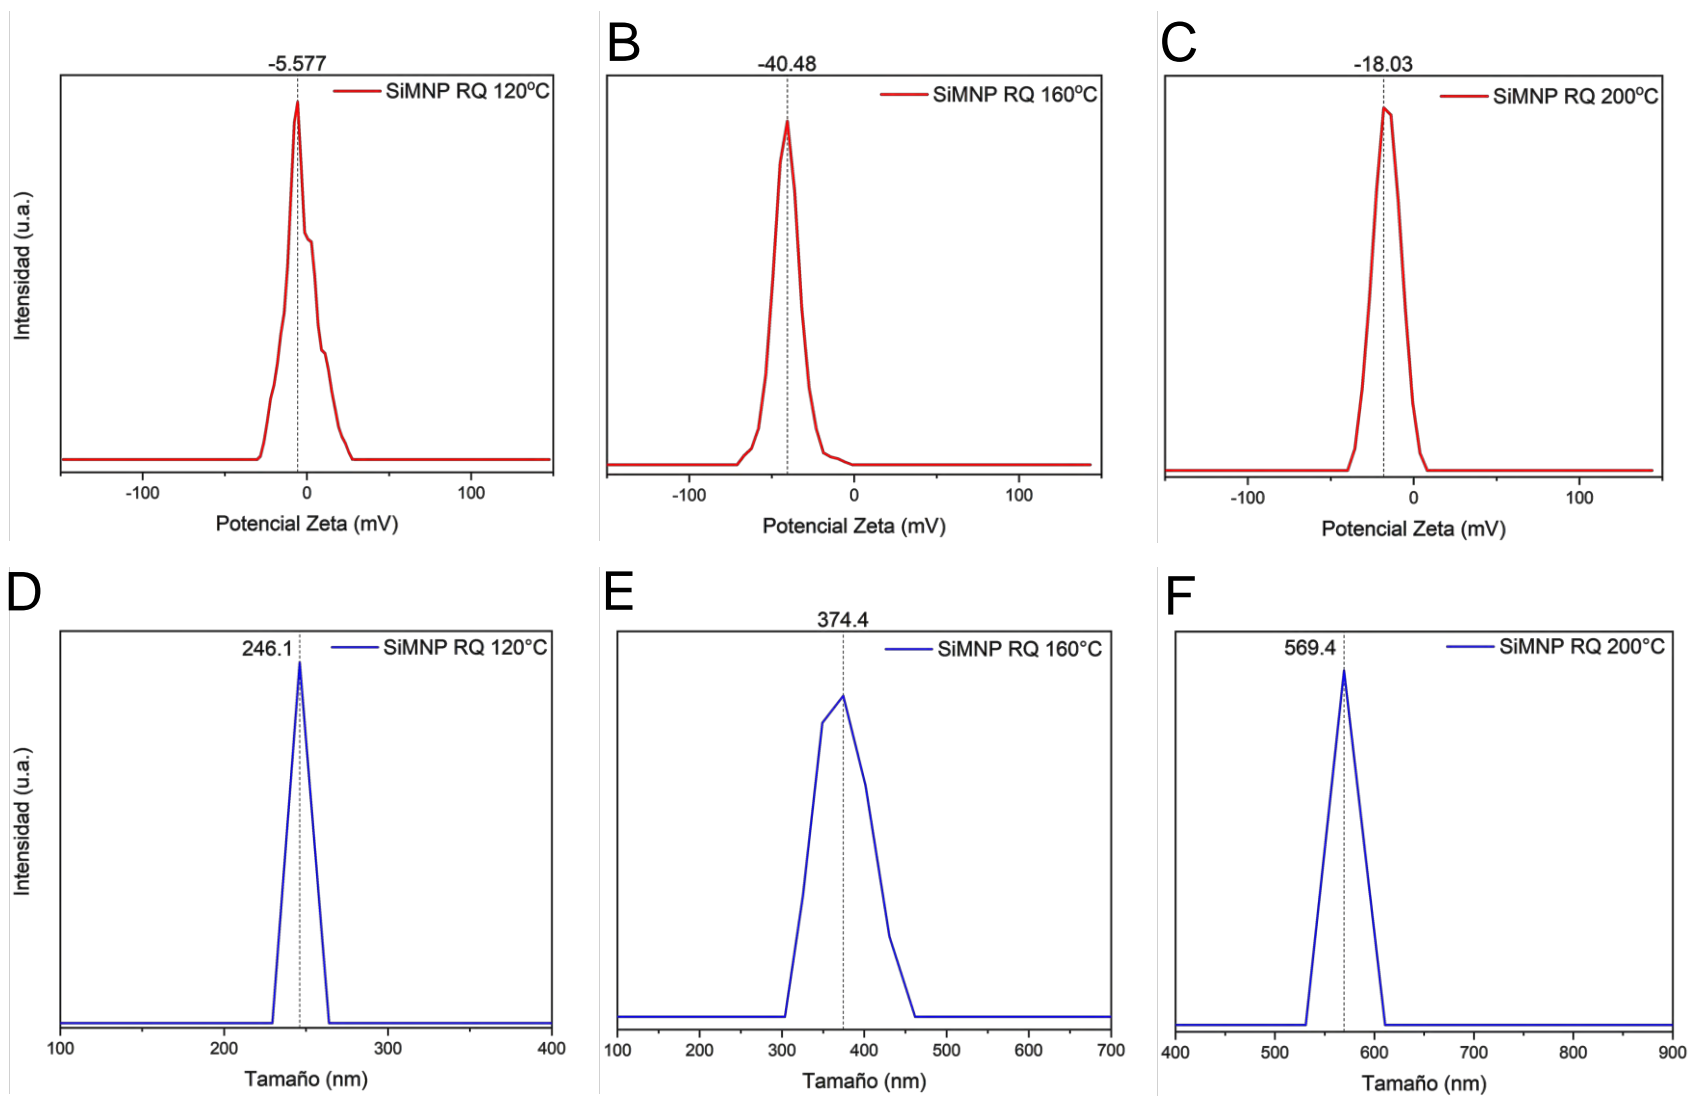 B
C
-5.577
-40.48
-18.03
SiMNP RQ 120ºC
SiMNP RQ 160ºC
SiMNP RQ 200ºC
Intensidad (u.a.)
-100 0 100
-100 0 100
-100 0 100
Potencial Zeta (mV)
Potencial Zeta (mV)
Potencial Zeta (mV)
D
E
F
374.4
246.1
SiMNP RQ 120°C
SiMNP RQ 160°C
569.4
SiMNP RQ 200°C
Intensidad (u.a.)
100 200 300 400
100 200 300 400 500 600 700
400 500 600 700 800 900
Tamaño (nm)
Tamaño (nm)
Tamaño (nm)